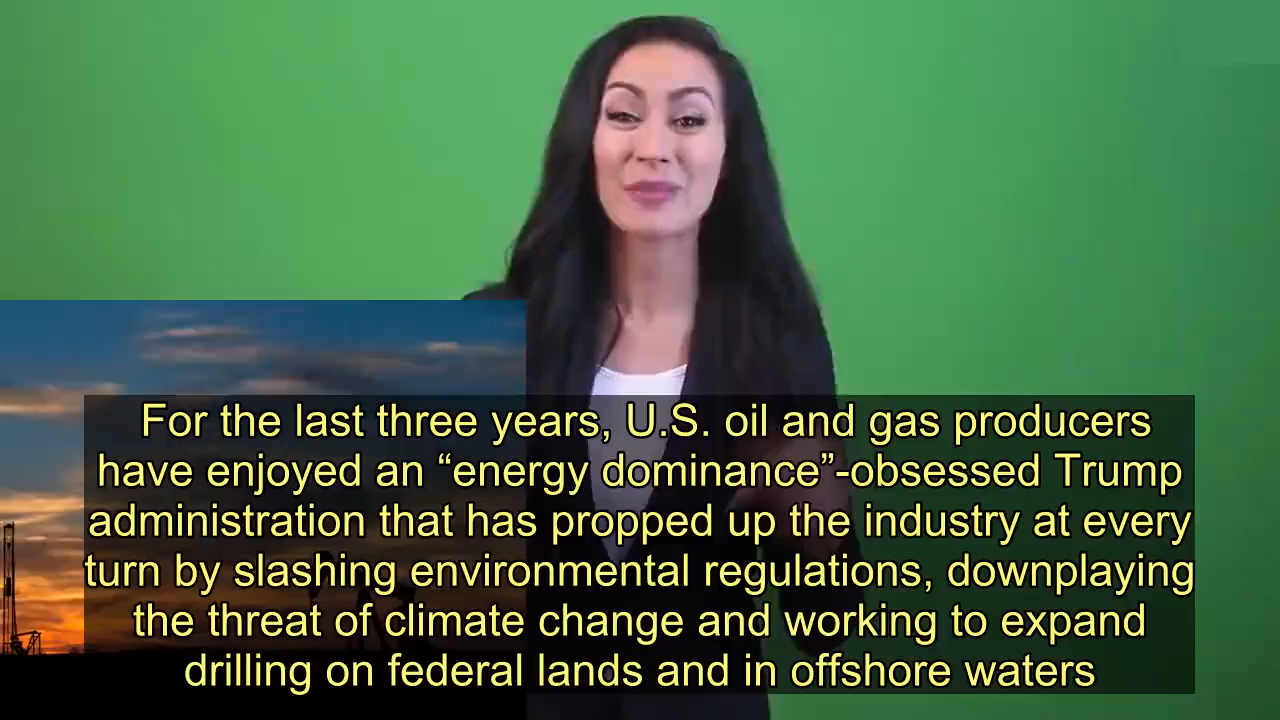 For the last three years, U.S. oil and gas producers
have enjoyed an “energy dominance”-obsessed Trump
administration that has propped up the industry at every
turn by slashing environmental regulations, downplaying
the threat of climate change and working to expand
drilling on federal lands and in offshore waters